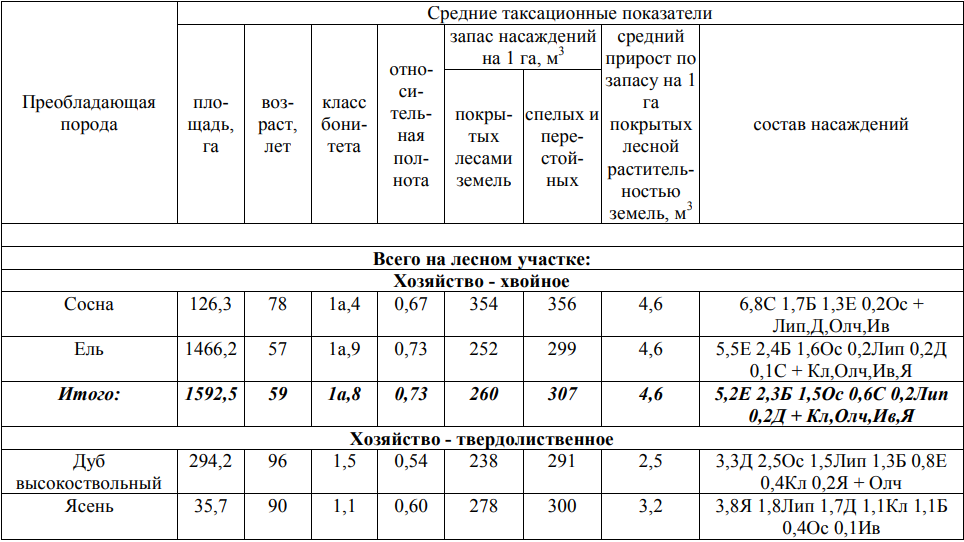 Преобладающая
порода
Средние таксационные показатели
пло-
щадь,
га
воз-
раст,
лет
класс
бони-
тета
отно-
си-
тель-
ная
пол-
нота
запас насаждений
на 1 га, м³
покры-
тых
лесами
земель
спелых и
пере-
стой-
ных
средний
прирост по
запасу на 1
га
покрытых
лесной
раститель-
ностью
земель, м³
состав насаждений
Всего на лесном участке:
Хозяйство - хвойное
Сосна 126,3 78 1а,4 0,67 354 356 4,6 6,8С 1,7Б 1,3Е 0,2Ос +
Лип,Д,Олч,Ив
Ель 1466,2 57 1а,9 0,73 252 299 4,6 5,5Е 2,4Б 1,6Ос 0,2Лип 0,2Д
0,1С + Кл,Олч,Ив,Я
Итого: 1592,5 59 1а,8 0,73 260 307 4,6 5,2Е 2,3Б 1,5Ос 0,6С 0,2Лип
0,2Д + Кл,Олч,Ив,Я
Хозяйство - твердолиственное
Дуб 294,2 96 1,5 0,54 238 291 2,5 3,3Д 2,5Ос 1,5Лип 1,3Б 0,8Е
высокоствольный 0,4Кл 0,2Я + Олч
Ясень 35,7 90 1,1 0,60 278 300 3,2 3,8Я 1,8Лип 1,7Д 1,1Кл 1,1Б
0,4Ос 0,1Ив